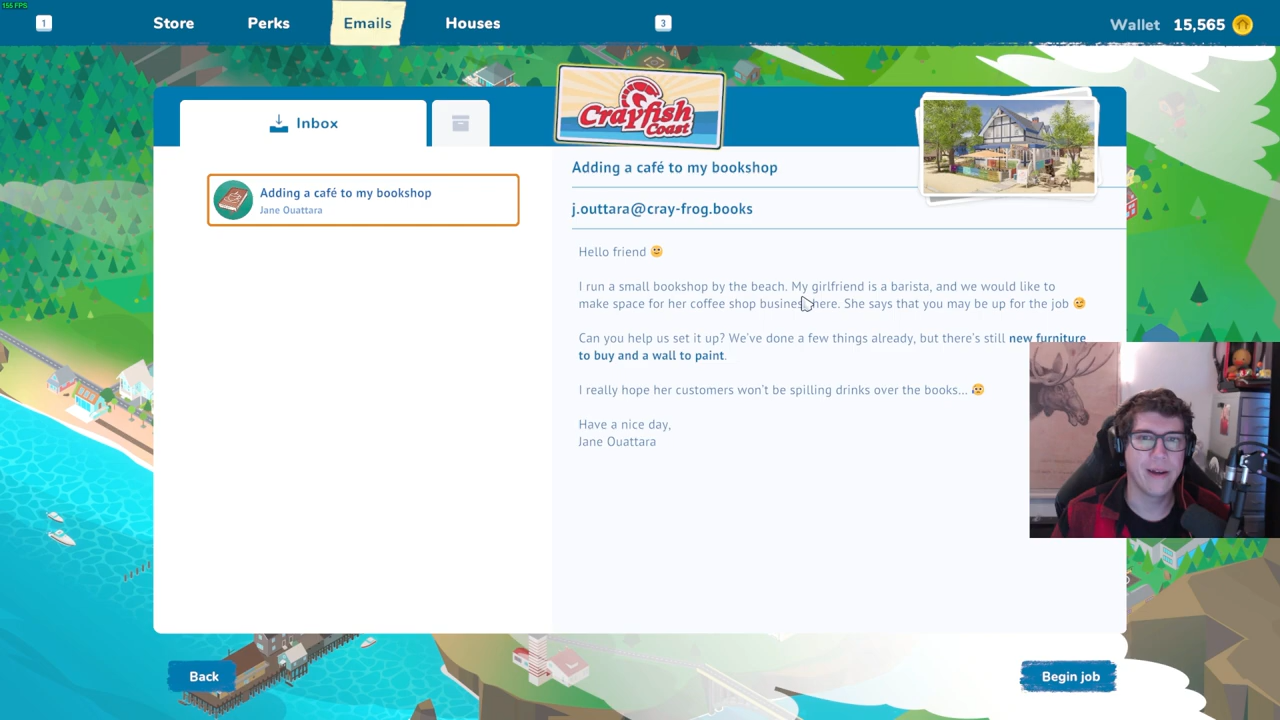 155 FPS
1
Store
Perks
Emails
Houses
3
Wallet 15,565
Inbox
Crayfish
Coast
Adding a café to my bookshop
Jane Ouattara
Adding a café to my bookshop
j.outtara@cray-frog.books
Hello friend 🙂
I run a small bookshop by the beach. My girlfriend is a barista, and we would like to
make space for her coffee shop business here. She says that you may be up for the job 😉
Can you help us set it up? We've done a few things already, but there's still new furniture
to buy and a wall to paint.
I really hope her customers won't be spilling drinks over the books... 😟
Have a nice day,
Jane Ouattara
Back
Begin job